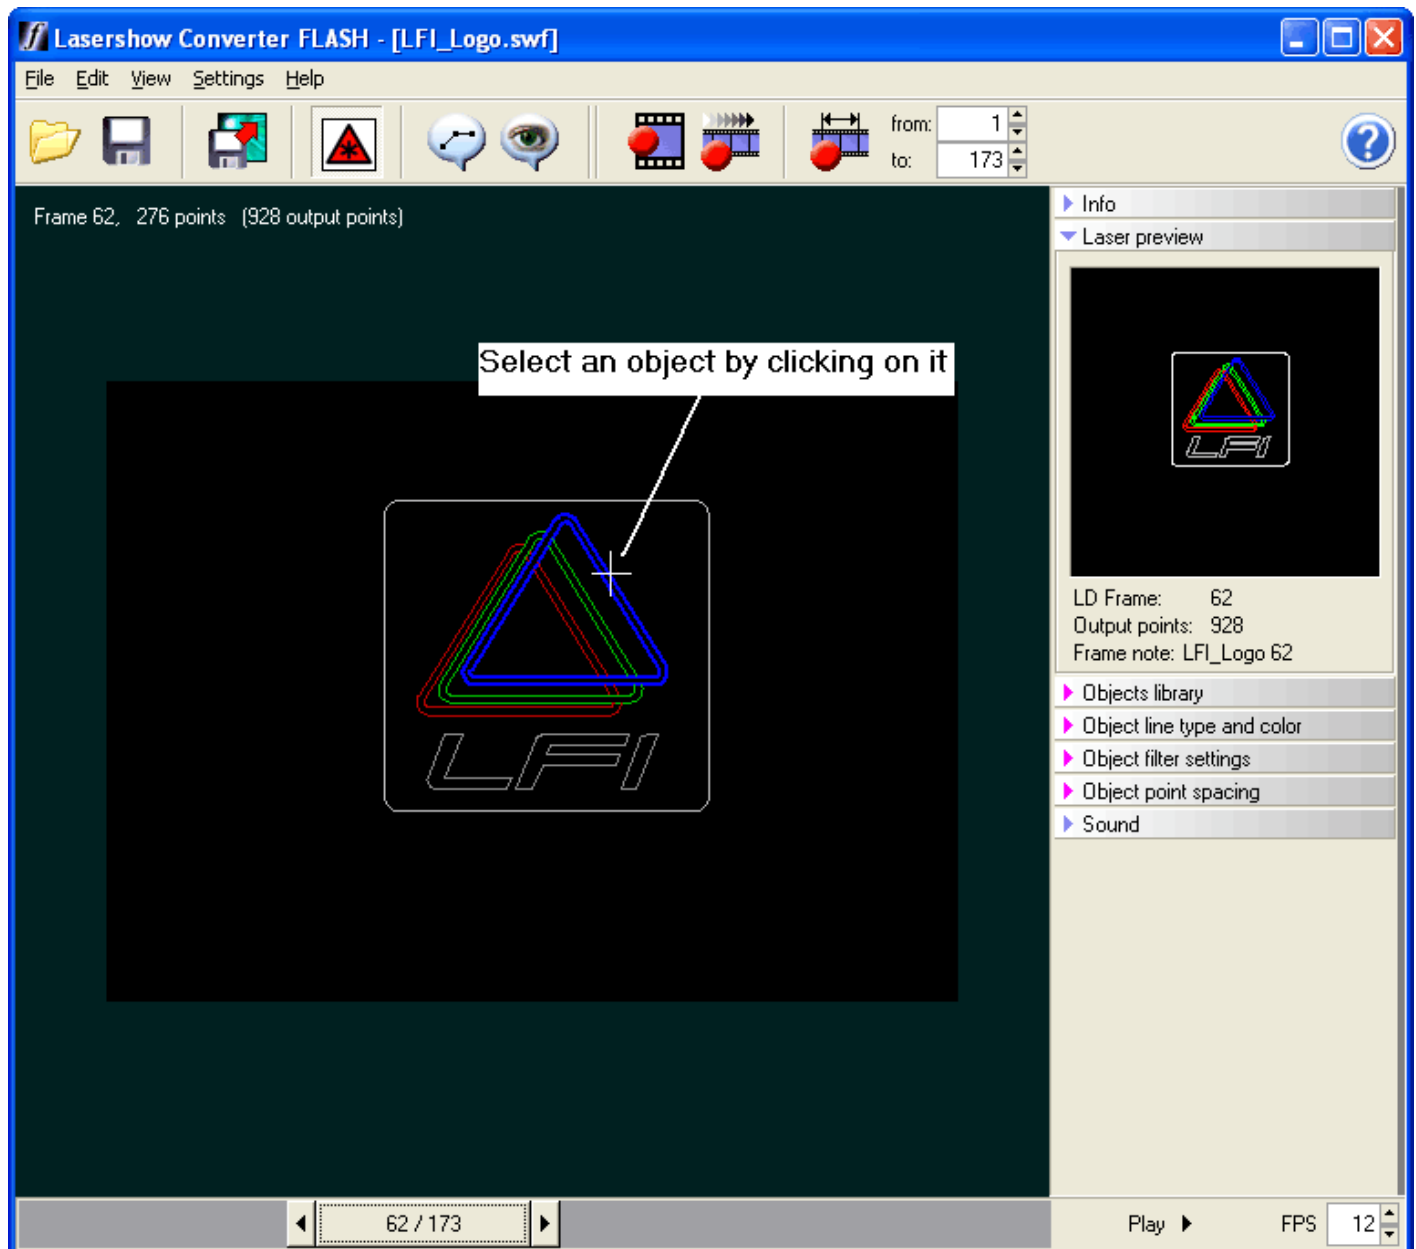 Lasershow Converter FLASH - [LFI_Logo.swf]
File Edit View Settings Help
from: 1
to: 173
Frame 62, 276 points (928 output points)
Select an object by clicking on it
LFI
Info
Laser preview
LFI
LD Frame: 62
Output points: 928
Frame note: LFI_Logo 62
Objects library
Object line type and color
Object filter settings
Object point spacing
Sound
62 / 173
Play
FPS 12